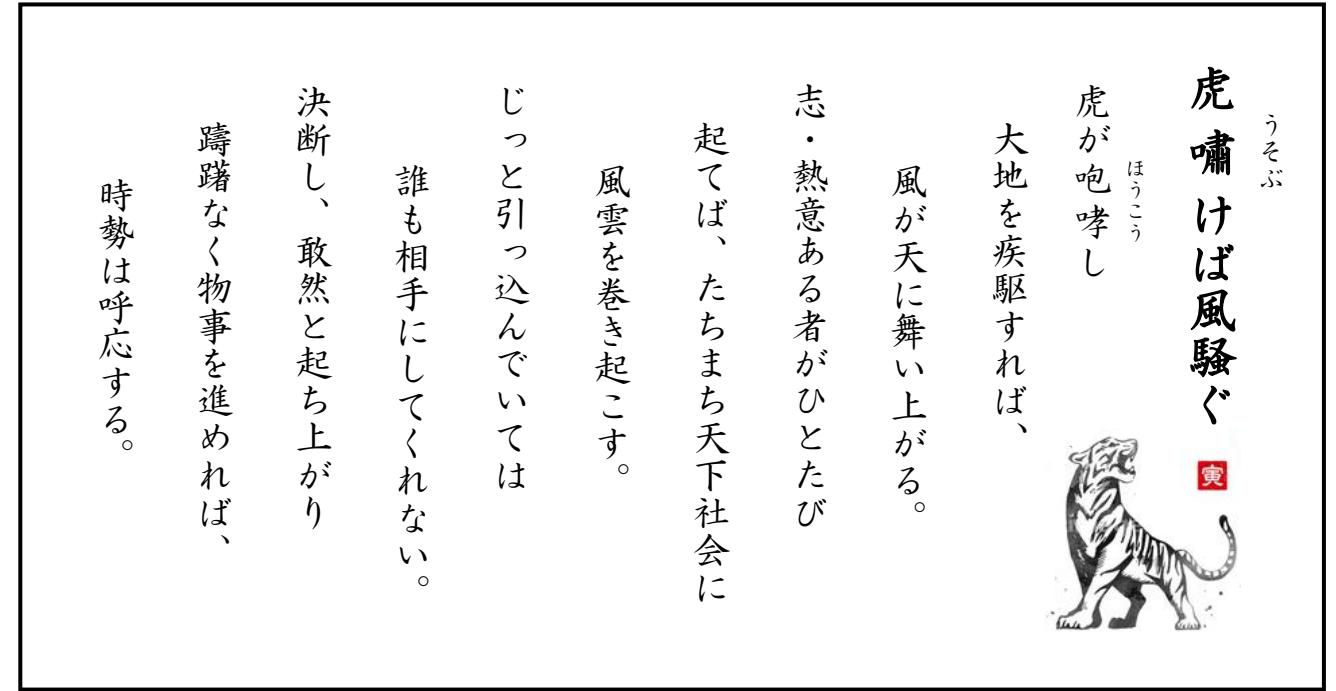 虎嘯けば風騒ぐ
うそぶ
寅
虎が咆哮し
ほうこう
大地を疾駆すれば、
風が天に舞い上がる。
志・熱意ある者がひとたび
起てば、たちまち天下社会に
風雲を巻き起こす。
じっと引っ込んでいては
誰も相手にしてくれない。
決断し、敢然と起ち上がり
躊躇なく物事を進めれば、
時勢は呼応する。